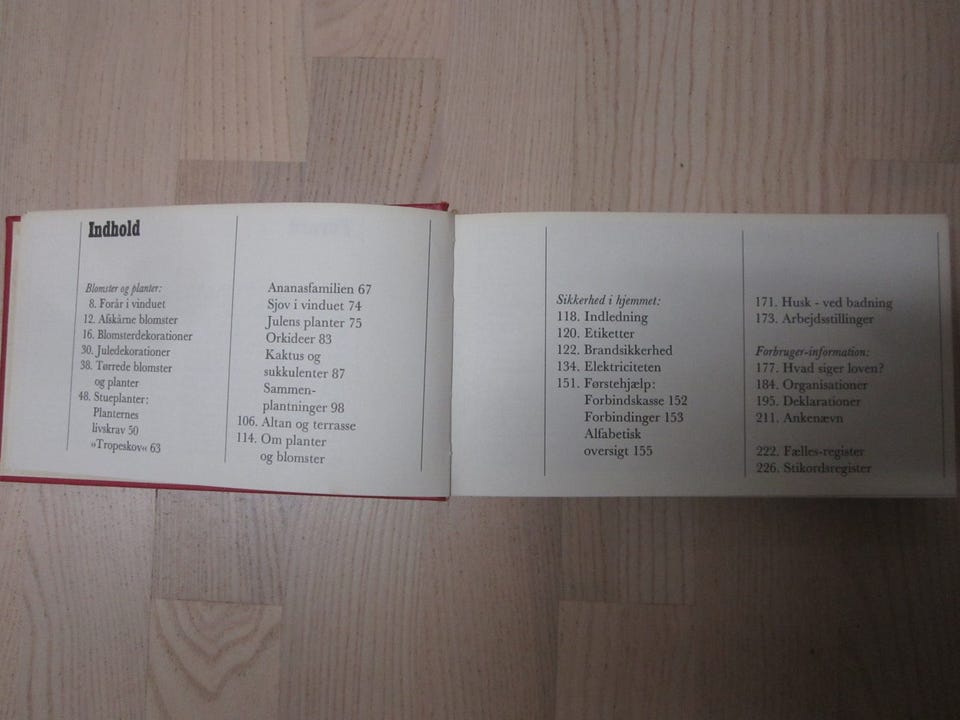 Indhold
Blomster og planter:
8. Forår i vinduet
12. Afskårne blomster
16. Blomsterdekorationer
30. Juledekorationer
38. Tørrede blomster
og planter
48. Stueplanter:
Planternes
livskrav 50
»Tropeskov« 63
Ananasfamilien 67
Sjov i vinduet 74
Julens planter 75
Orkideer 83
Kaktus og
sukkulenter 87
Sammen-
plantninger 98
106. Altan og terrasse
114. Om planter
og blomster
Sikkerhed i hjemmet:
118. Indledning
120. Etiketter
122. Brandsikkerhed
134. Elektriciteten
151. Førstehjælp:
Forbindskasse 152
Forbindinger 153
Alfabetisk
oversigt 155
171. Husk - ved badning
173. Arbejdsstillinger
Forbruger-information:
177. Hvad siger loven?
184. Organisationer
195. Deklarationer
211. Ankenævn
222. Fælles-register
226. Stikordsregister